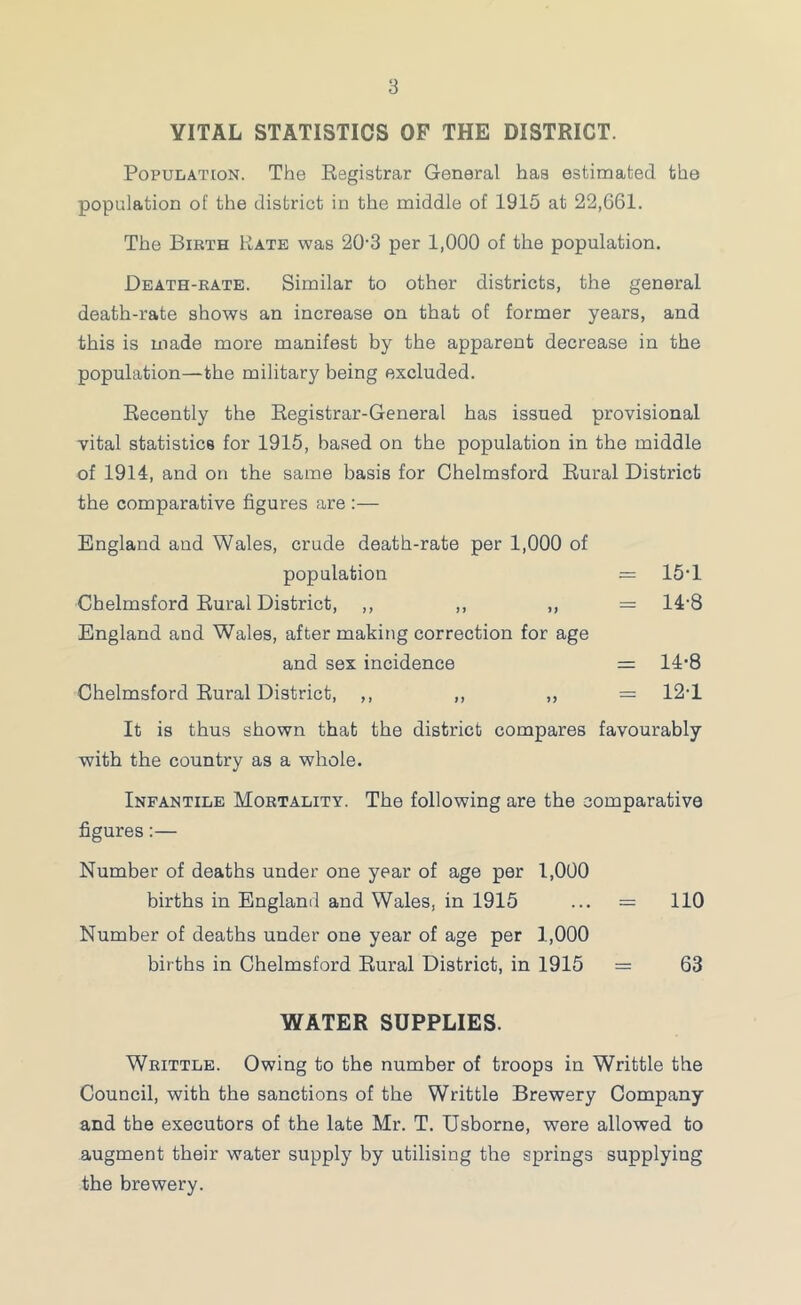 3
VITAL STATISTICS OF THE DISTRICT.
POPULATION. The Registrar General has estimated the
population of the district in the middle of 1915 at 22,661.
The BIRTH RATE was 20·3 per 1,000 of the population.
DEATH-RATE. Similar to other districts, the general
death-rate shows an increase on that of former years, and
this is made more manifest by the apparent decrease in the
population—the military being excluded.
Recently the Registrar-General has issued provisional
vital statistics for 1915, based on the population in the middle
of 1914, and on the same basis for Chelmsford Rural District
the comparative figures are :—
England and Wales, crude death-rate per 1,000 of
population = 15·1
Chelmsford Rural District, ,, ,, ,, = 14·8
England and Wales, after making correction for age
and sex incidence = 14·8
Chelmsford Rural District, ,, ,, ,, = 12·1
It is thus shown that the district compares favourably
with the country as a whole.
INFANTILE MORTALITY. The following are the comparative
figures :—
Number of deaths under one year of age per 1,000
births in England and Wales, in 1915 ... = 110
Number of deaths under one year of age per 1,000
births in Chelmsford Rural District, in 1915 = 63
WATER SUPPLIES.
WRITTLE. Owing to the number of troops in Writtle the
Council, with the sanctions of the Writtle Brewery Company
and the executors of the late Mr. T. Usborne, were allowed to
augment their water supply by utilising the springs supplying
the brewery.